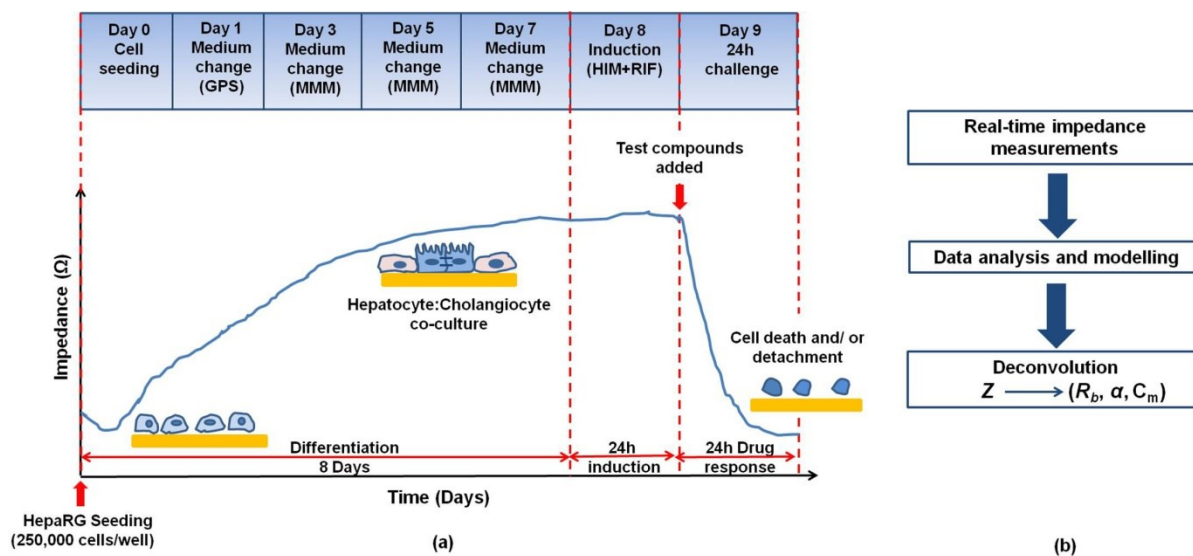 Day 0
Cell
seeding
Day 1
Medium
change
(GPS)
Day 3
Medium
change
(MMM)
Day 5
Medium
change
(MMM)
Day 7
Medium
change
(MMM)
Day 8
Induction
(HIM+RIF)
Day 9
24h
challenge
Test compounds
added
Impedance (Ω)
Hepatocyte:Cholangiocyte
co-culture
Cell death and/ or
detachment
Differentiation
8 Days
24h
induction
24h Drug
response
Time (Days)
HepaRG Seeding
(250,000 cells/well)
(a)
Real-time impedance
measurements
Data analysis and modelling
Deconvolution
Z ⟶ (Rb, α, Cm)
(b)